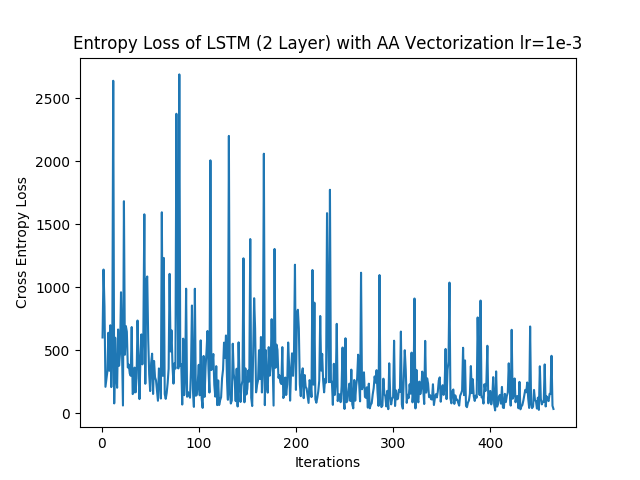 Entropy Loss of LSTM (2 Layer) with AA Vectorization lr=1e-3
2500
2000
1500
1000
500
0
Cross Entropy Loss
0 100 200 300 400
Iterations